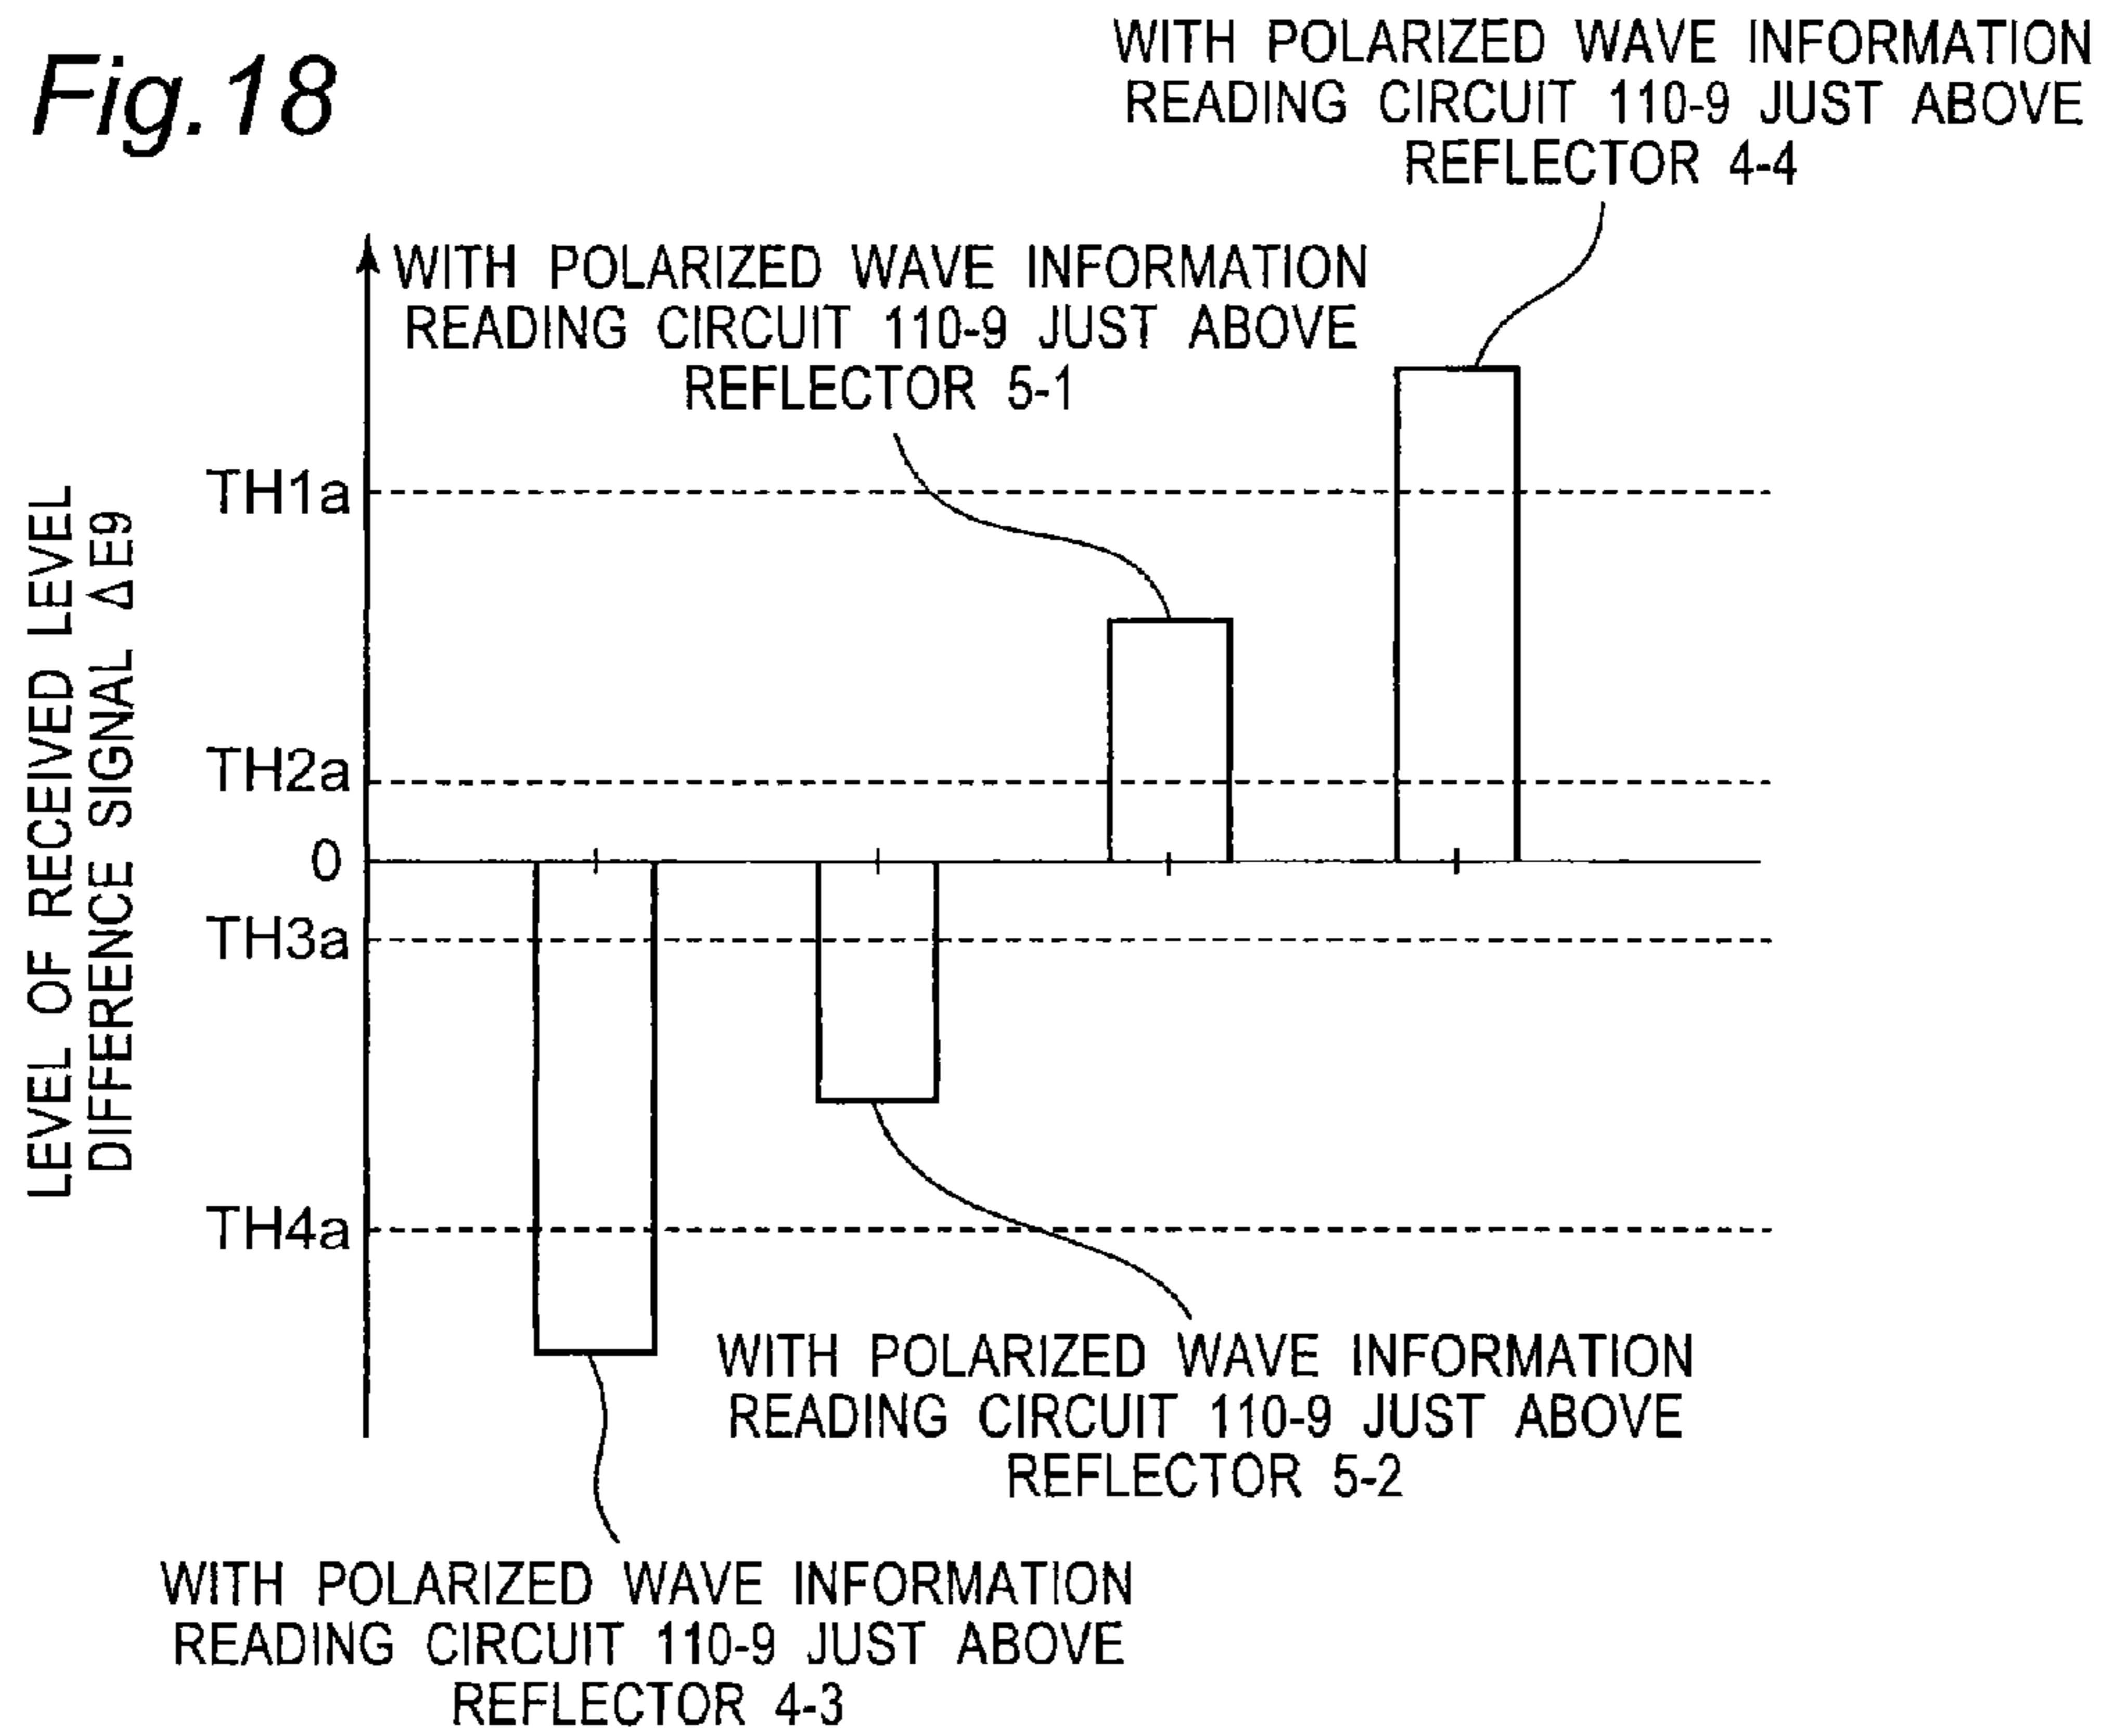 Fig.18
WITH POLARIZED WAVE INFORMATION
READING CIRCUIT 110-9 JUST ABOVE
REFLECTOR 4-4
WITH POLARIZED WAVE INFORMATION
READING CIRCUIT 110-9 JUST ABOVE
REFLECTOR 5-1
LEVEL OF RECEIVED LEVEL
DIFFERENCE SIGNAL ΔE9
TH1a
TH2a
0
TH3a
TH4a
WITH POLARIZED WAVE INFORMATION
READING CIRCUIT 110-9 JUST ABOVE
REFLECTOR 5-2
WITH POLARIZED WAVE INFORMATION
READING CIRCUIT 110-9 JUST ABOVE
REFLECTOR 4-3